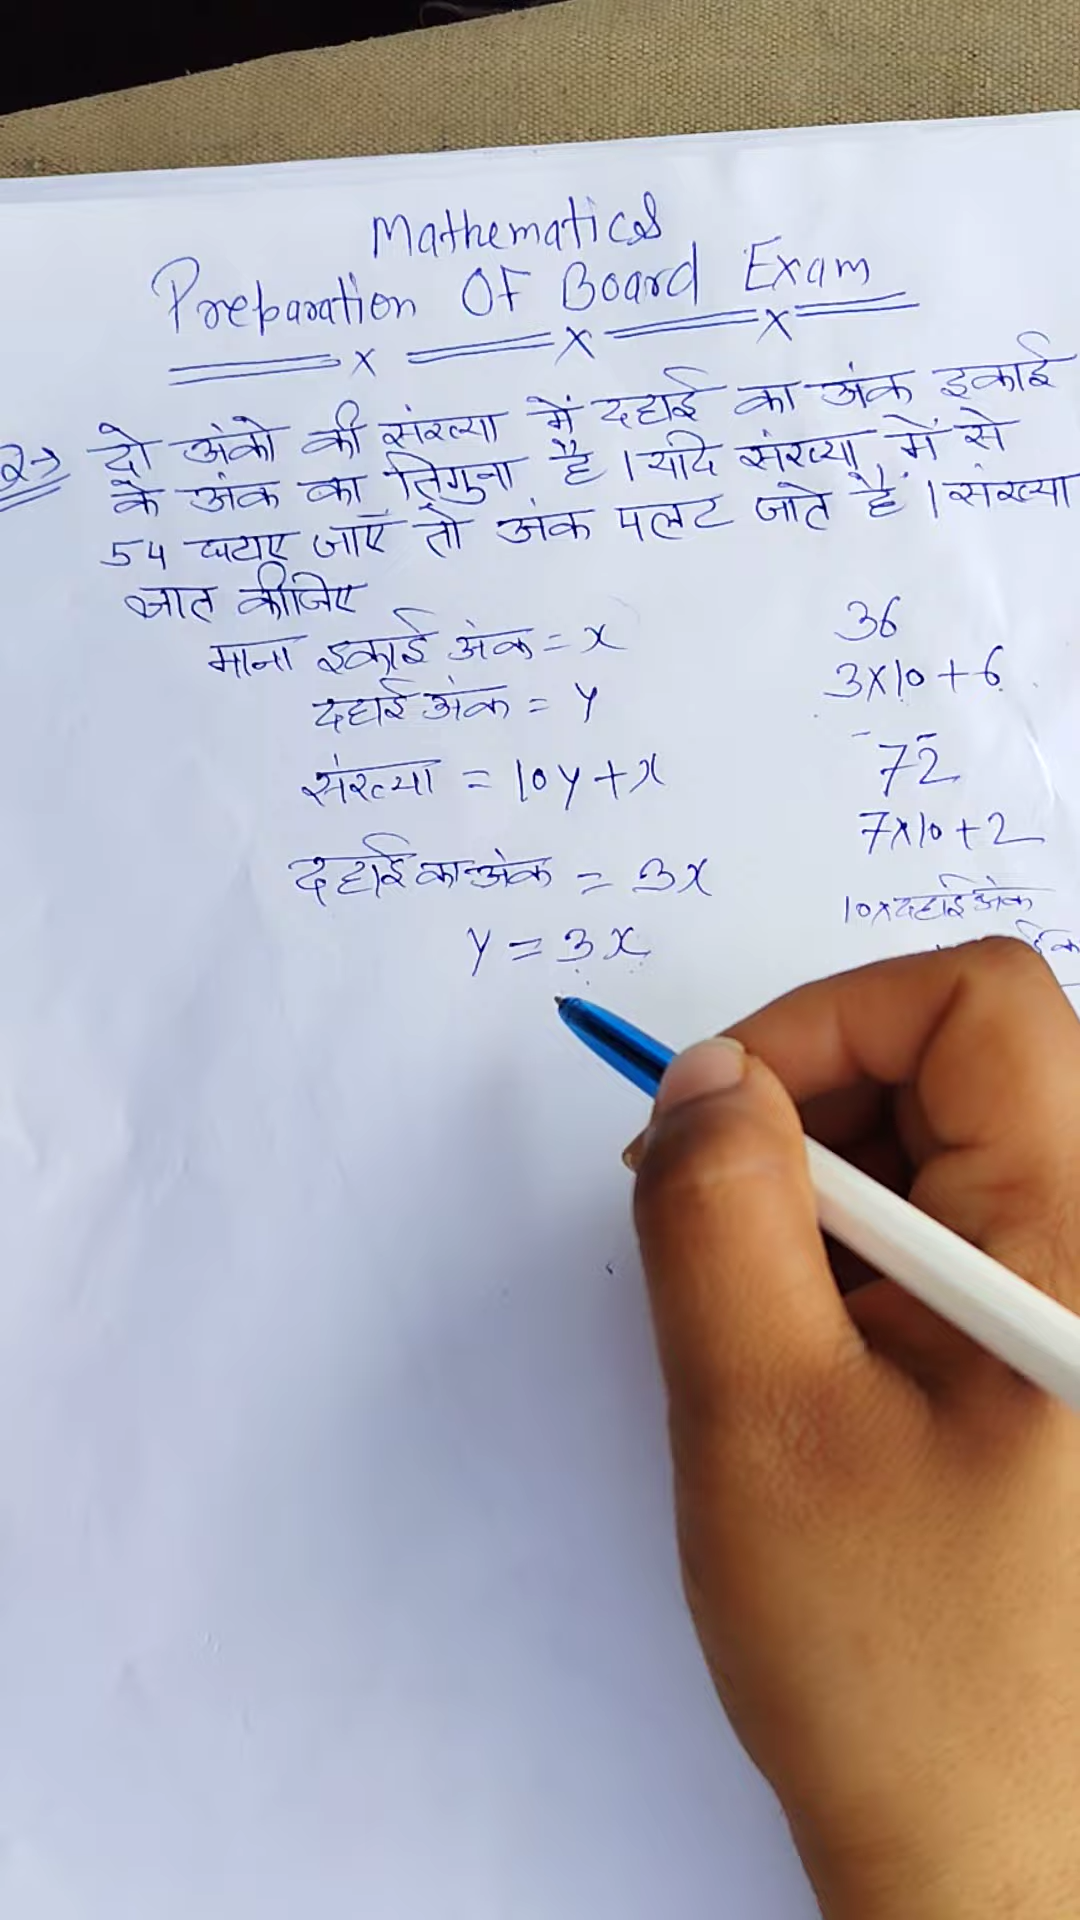 Mathematics
Preparation OF Board Exam
Q→ दो अंको की संख्या में दहाई का अंक इकाई
के अंक का तिगुना है । यदि संख्या में से
54 घटाए जाएँ तो अंक पलट जाते है । संख्या
ज्ञात कीजिए
माना इकाई अंक = x
दहाई अंक = y
संख्या = 10y + x
दहाई का अंक = 3x
y = 3x
36
3×10 + 6
72
7×10 + 2
10×दहाई अंक